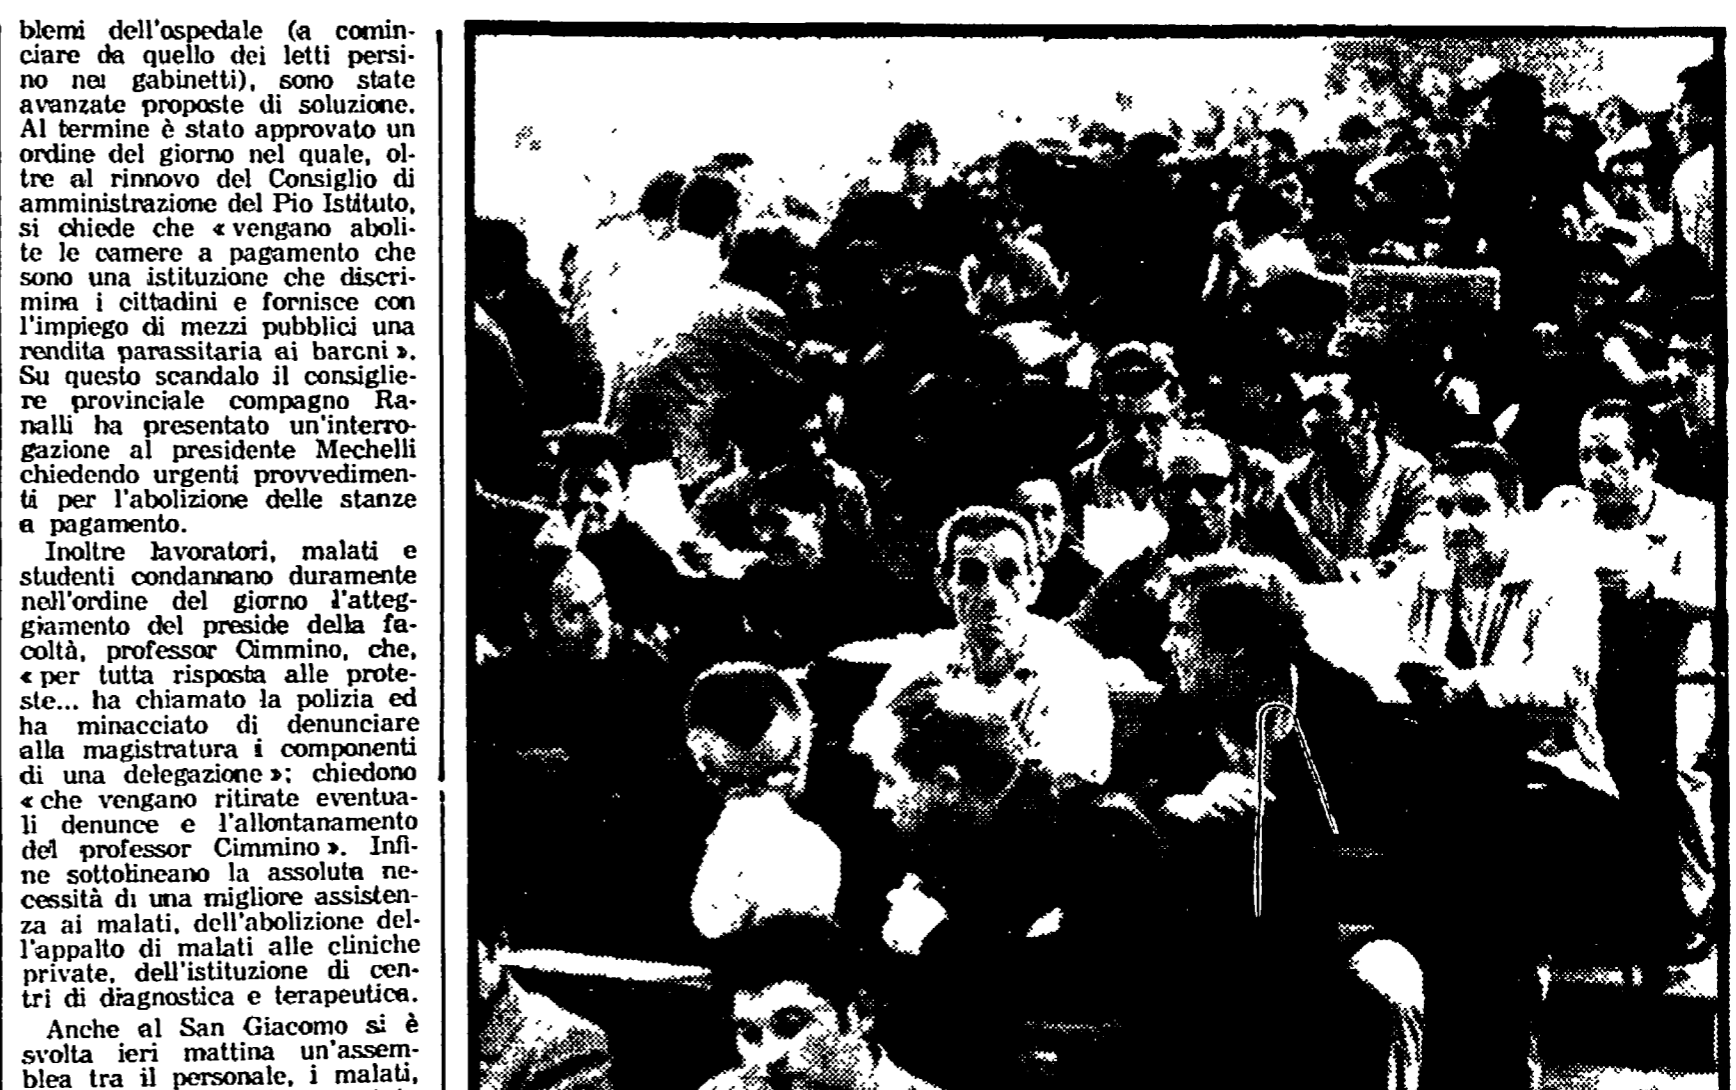 blemi dell'ospedale (a comin-
ciare da quello dei letti persi-
no nei gabinetti), sono state
avanzate proposte di soluzione.
Al termine è stato approvato un
ordine del giorno nel quale, ol-
tre al rinnovo del Consiglio di
amministrazione del Pio Istituto,
si chiede che « vengano aboli-
te le camere a pagamento che
sono una istituzione che discri-
mina i cittadini e fornisce con
l'impiego di mezzi pubblici una
rendita parassitaria ai baroni ».
Su questo scandalo il consiglie-
re provinciale compagno Ra-
nalli ha presentato un'interro-
gazione al presidente Mechelli
chiedendo urgenti provvedimen-
ti per l'abolizione delle stanze
a pagamento.
Inoltre lavoratori, malati e
studenti condannano duramente
nell'ordine del giorno l'atteg-
giamento del preside della fa-
coltà, professor Cimmino, che,
« per tutta risposta alle prote-
ste... ha chiamato la polizia ed
ha minacciato di denunciare
alla magistratura i componenti
di una delegazione »; chiedono
« che vengano ritirate eventua-
li denunce e l'allontanamento
del professor Cimmino ». Infi-
ne sottolineano la assoluta ne-
cessità di una migliore assisten-
za ai malati, dell'abolizione del-
l'appalto di malati alle cliniche
private, dell'istituzione di cen-
tri di diagnostica e terapeutica.
Anche al San Giacomo si è
svolta ieri mattina un'assem-
blea tra il personale, i malati,